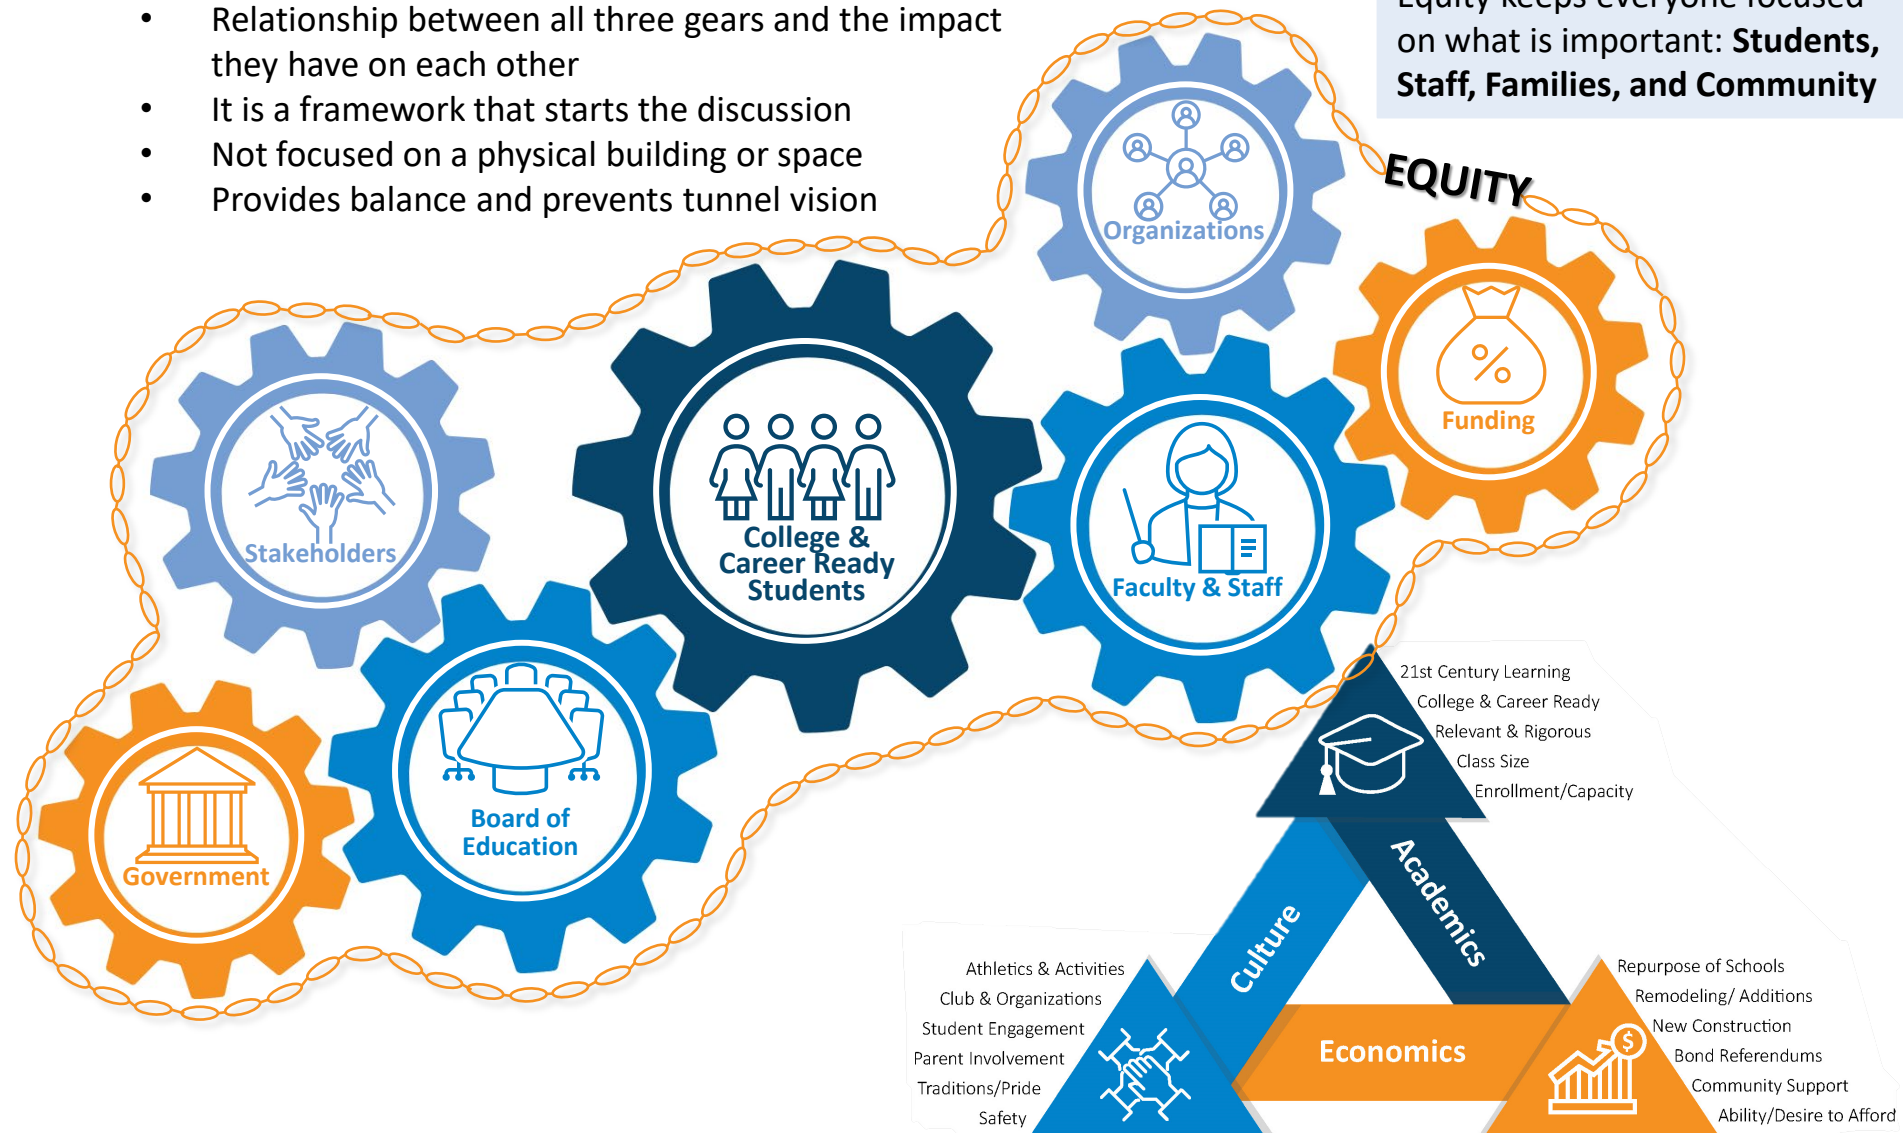 • Relationship between all three gears and the impact
they have on each other
• It is a framework that starts the discussion
• Not focused on a physical building or space
• Provides balance and prevents tunnel vision
Equity keeps everyone focused
on what is important: Students,
Staff, Families, and Community
EQUITY
Organizations
Funding
Stakeholders
College &
Career Ready
Students
Faculty & Staff
Board of
Education
Government
21st Century Learning
College & Career Ready
Relevant & Rigorous
Class Size
Enrollment/Capacity
Academics
Culture
Economics
Athletics & Activities
Club & Organizations
Student Engagement
Parent Involvement
Traditions/Pride
Safety
Repurpose of Schools
Remodeling/ Additions
New Construction
Bond Referendums
Community Support
Ability/Desire to Afford
$
%